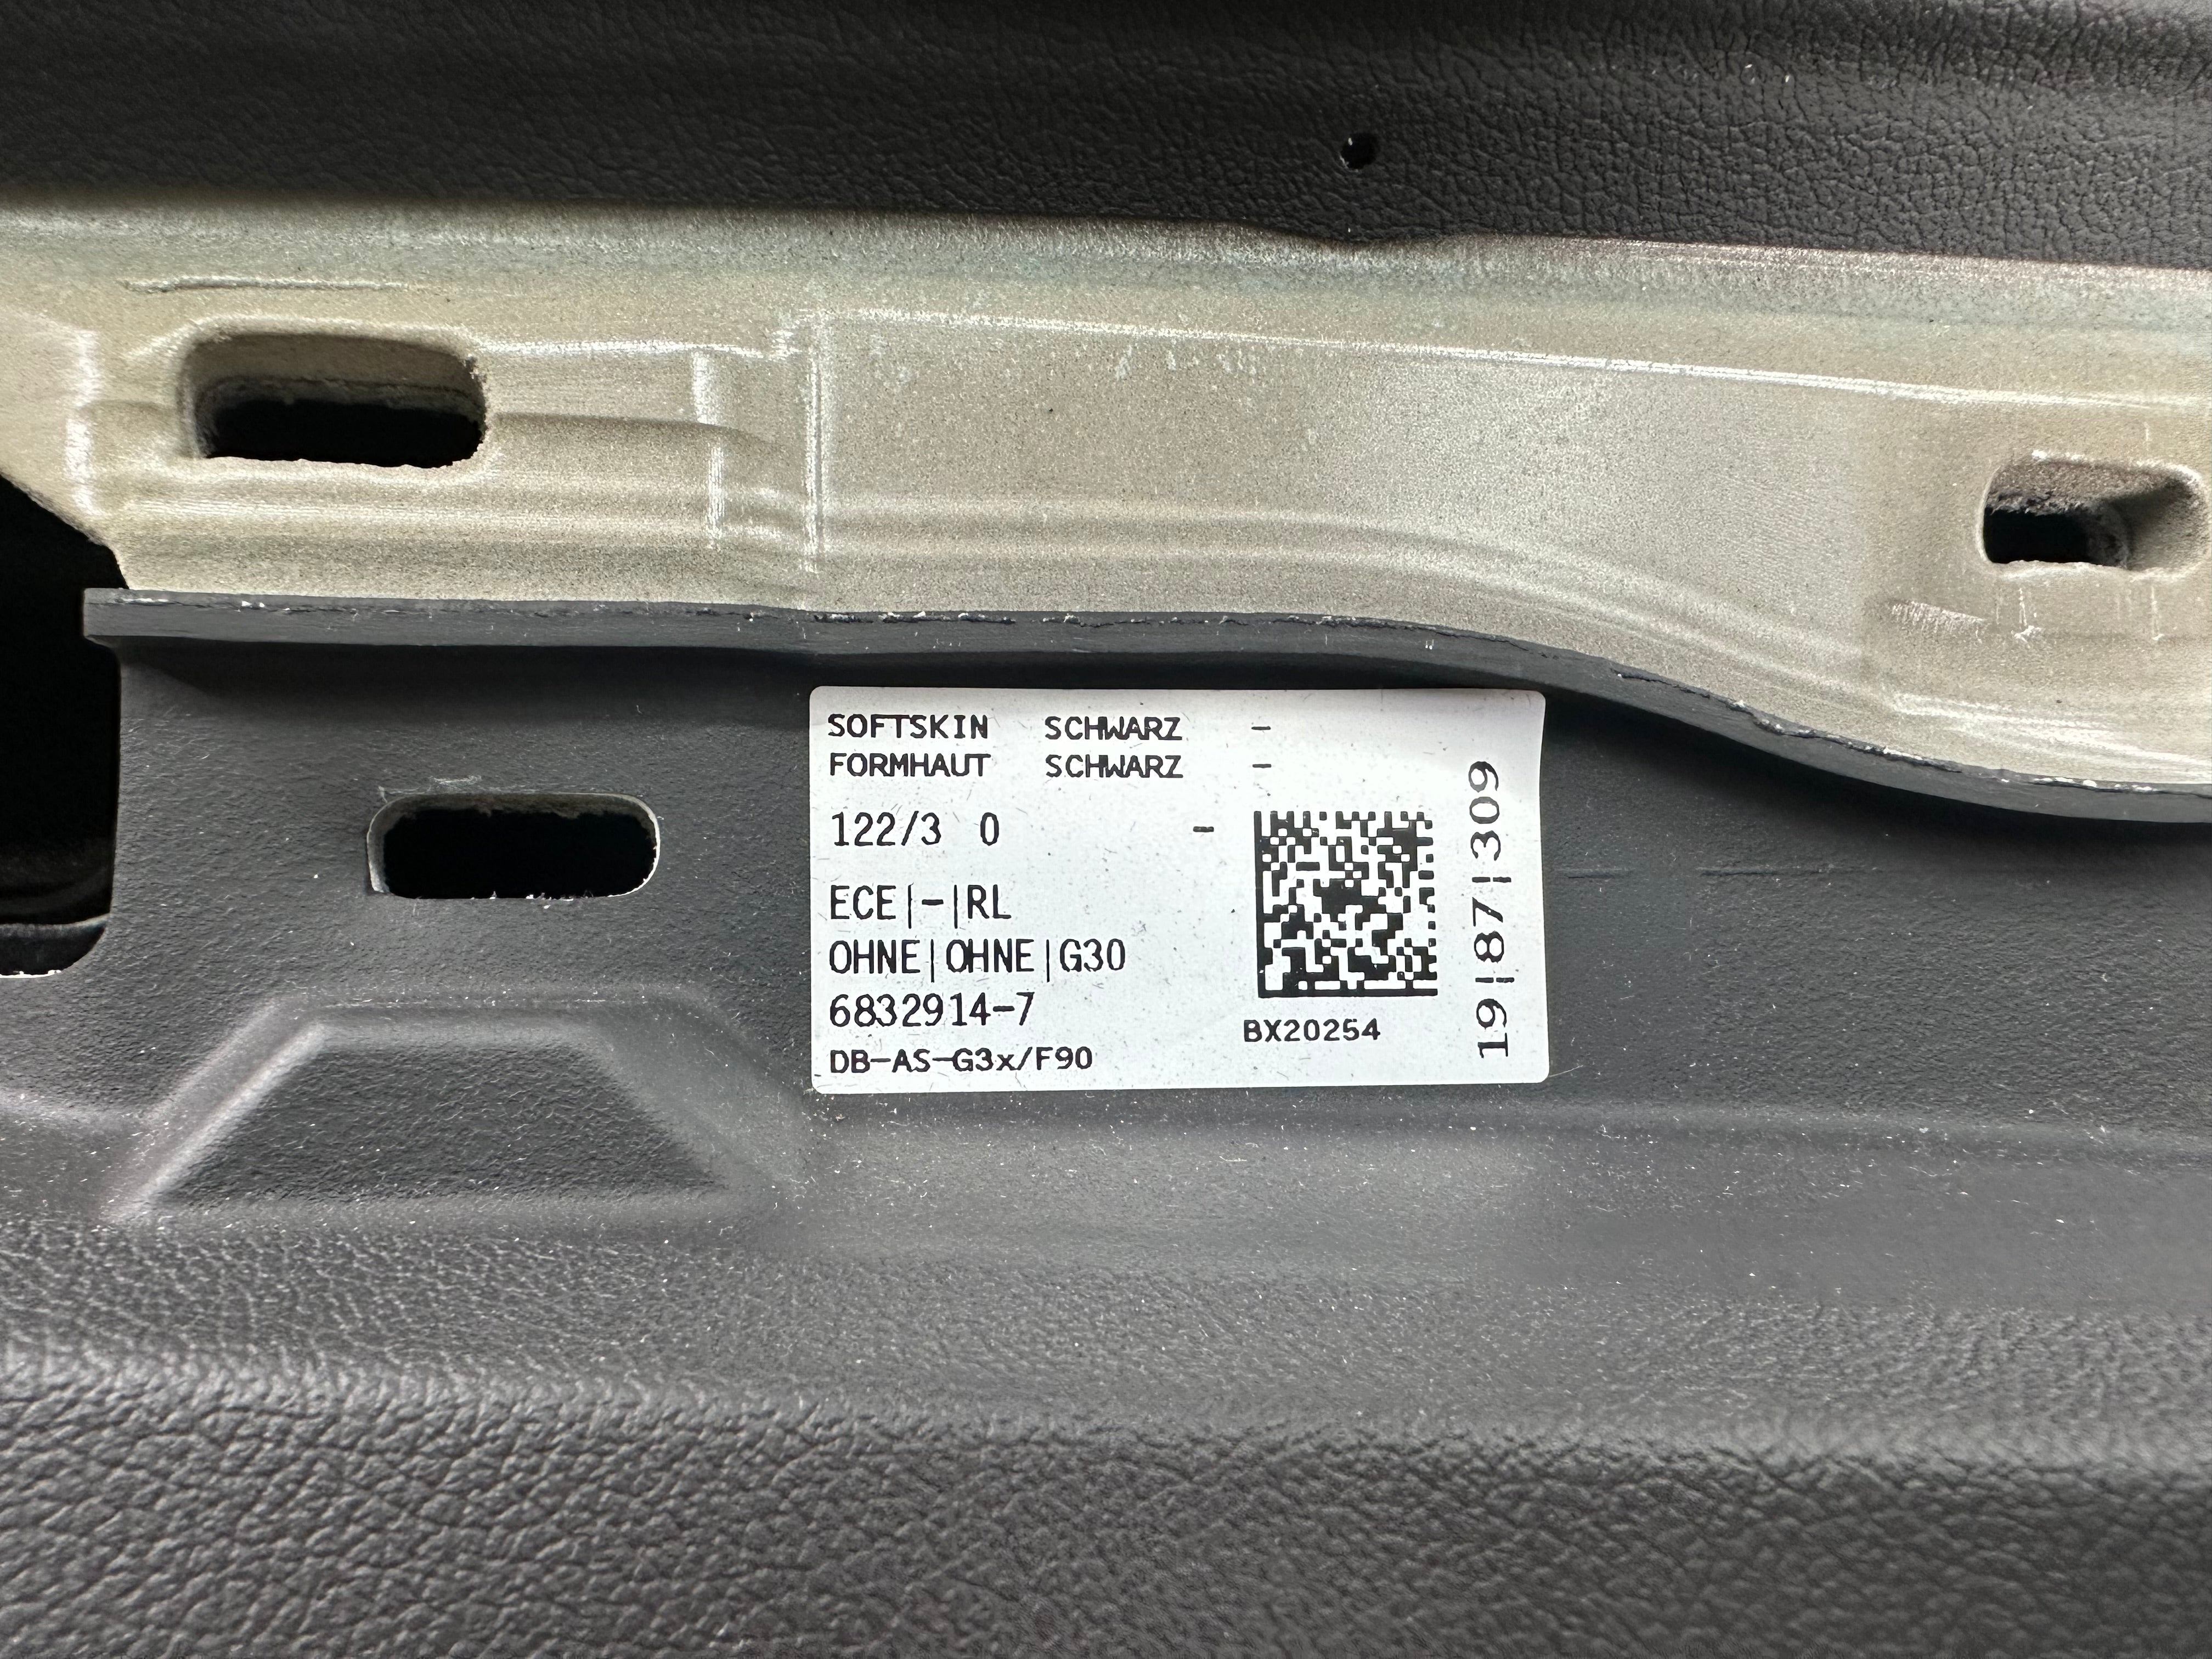 SOFTSKIN SCHWARZ -
FORMHAUT SCHWARZ -
122/3 0 -
ECE|-|RL
OHNE|OHNE|G30
6832914-7
DB-AS-G3x/F90
BX20254
19|87|309